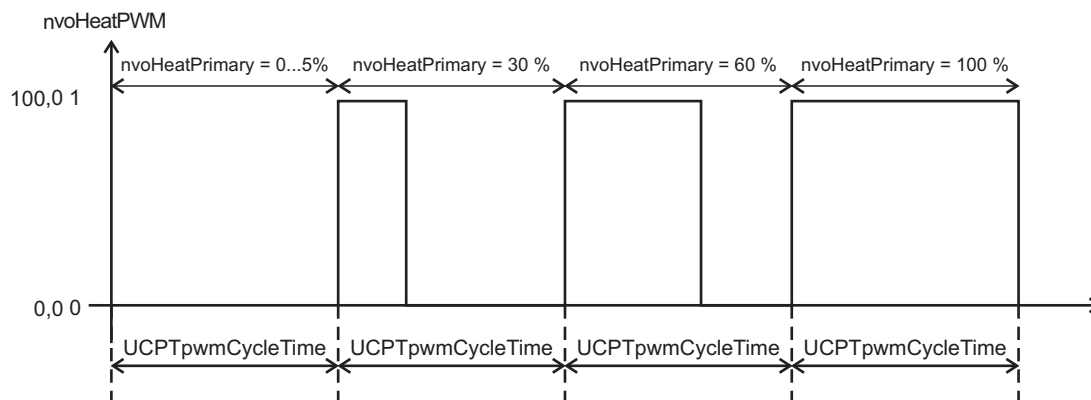 nvoHeatPWM
nvoHeatPrimary = 0...5% nvoHeatPrimary = 30 % nvoHeatPrimary = 60 % nvoHeatPrimary = 100 %
100,0 1
0,0 0
UCPTpwmCycleTime UCPTpwmCycleTime UCPTpwmCycleTime UCPTpwmCycleTime